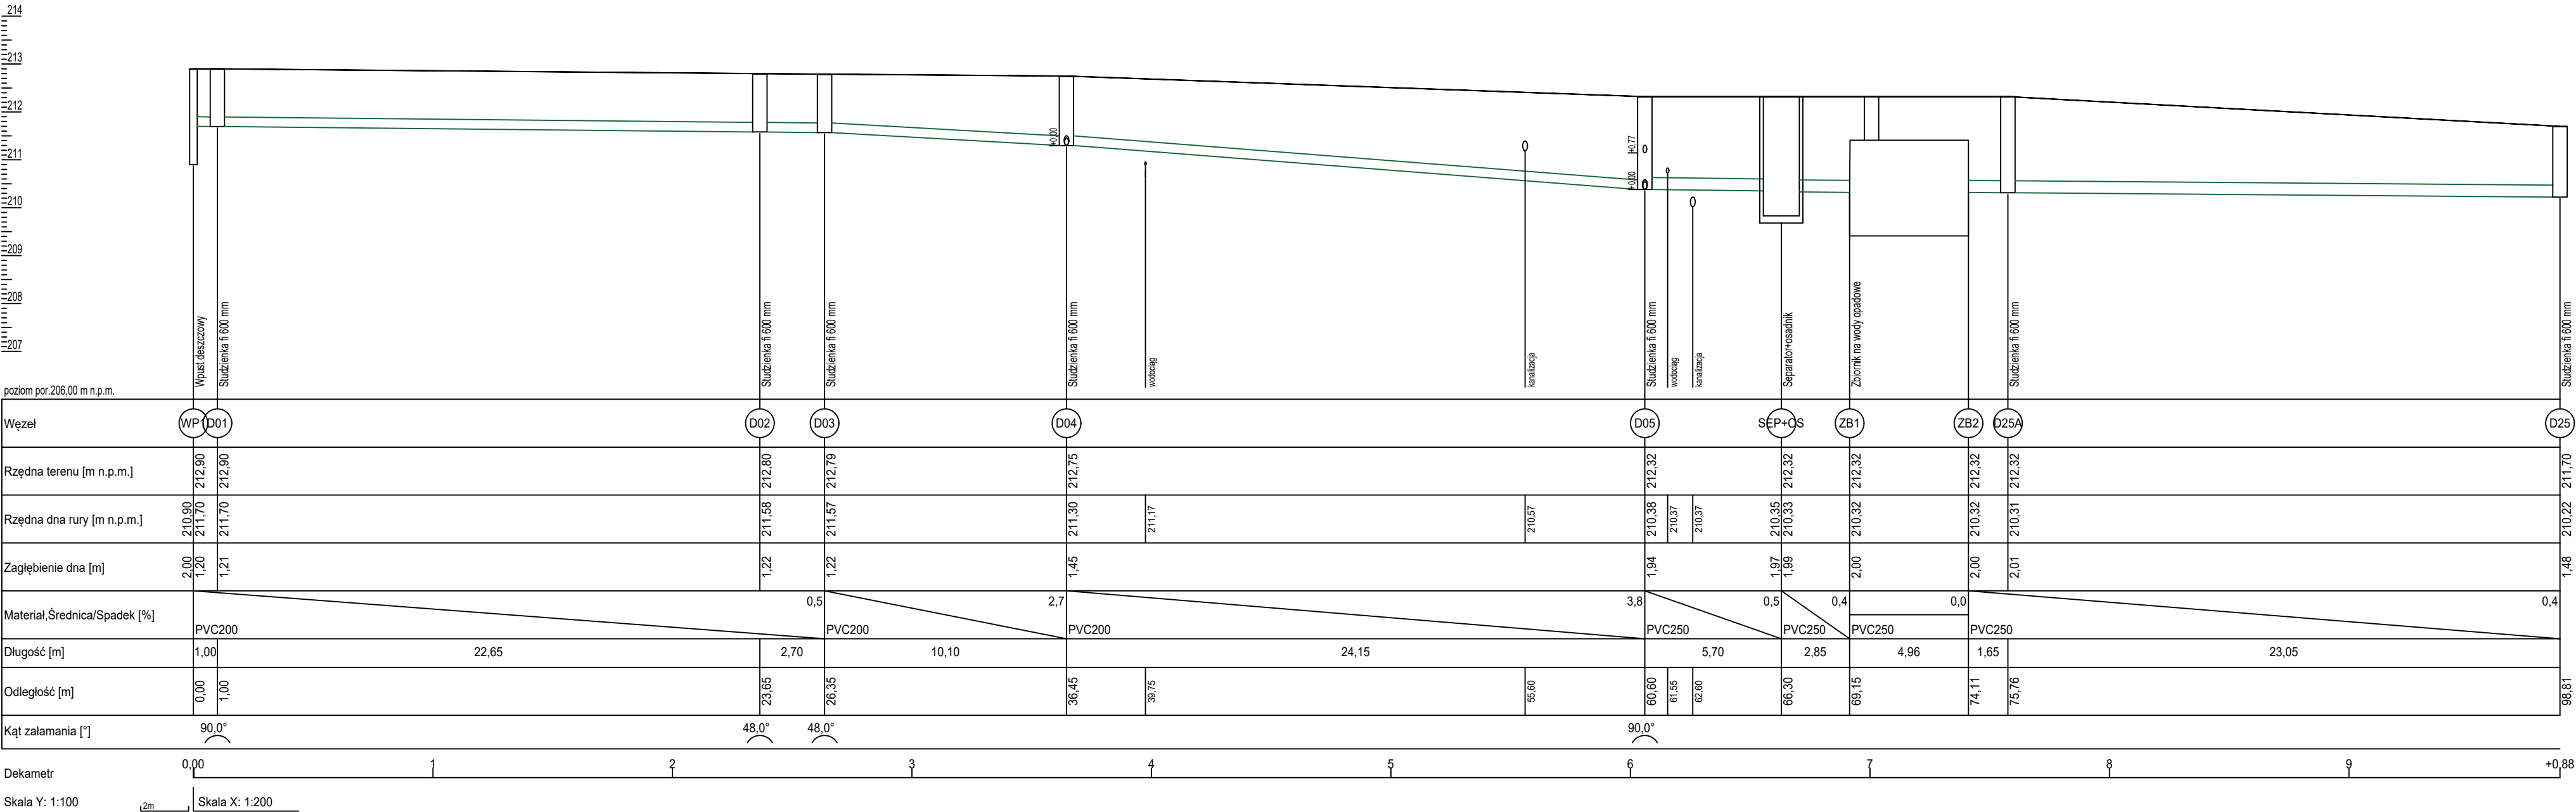 214
213
212
211
210
209
208
207
poziom por.206,00 m n.p.m.
+0,00
+0,77
+0,00
Wpust deszczowy
Studzienka fi 600 mm
Studzienka fi 600 mm
Studzienka fi 600 mm
Studzienka fi 600 mm
wodociąg
kanalizacja
Studzienka fi 600 mm
wodociąg
kanalizacja
Separator+osadnik
Zbiornik na wody opadowe
Studzienka fi 600 mm
Studzienka fi 600 mm
Węzeł WP1 D01 D02 D03 D04 D05 SEP+OS ZB1 ZB2 D25A D25
Rzędna terenu [m n.p.m.] 212,90 212,90 212,80 212,79 212,75 212,32 212,32 212,32 212,32 212,32 211,70
Rzędna dna rury [m n.p.m.] 210,90 211,70 211,70 211,58 211,57 211,30 211,17 210,57 210,38 210,37 210,37 210,35 210,33 210,32 210,32 210,31 210,22
Zagłębienie dna [m] 2,00 1,20 1,21 1,22 1,22 1,45 1,94 1,97 1,99 2,00 2,00 2,01 1,48
Materiał,Średnica/Spadek [%] 0,5 2,7 3,8 0,5 0,4 0,0 0,4
PVC200 PVC200 PVC200 PVC250 PVC250 PVC250 PVC250
Długość [m] 1,00 22,65 2,70 10,10 24,15 5,70 2,85 4,96 1,65 23,05
Odległość [m] 0,00 1,00 23,65 26,35 36,45 39,75 55,60 60,60 61,55 62,60 66,30 69,15 74,11 75,76 98,81
Kąt załamania [°] 90,0° 48,0° 48,0° 90,0°
Dekametr 0,00 1 2 3 4 5 6 7 8 9 +0,88
Skala Y: 1:100 2m Skala X: 1:200